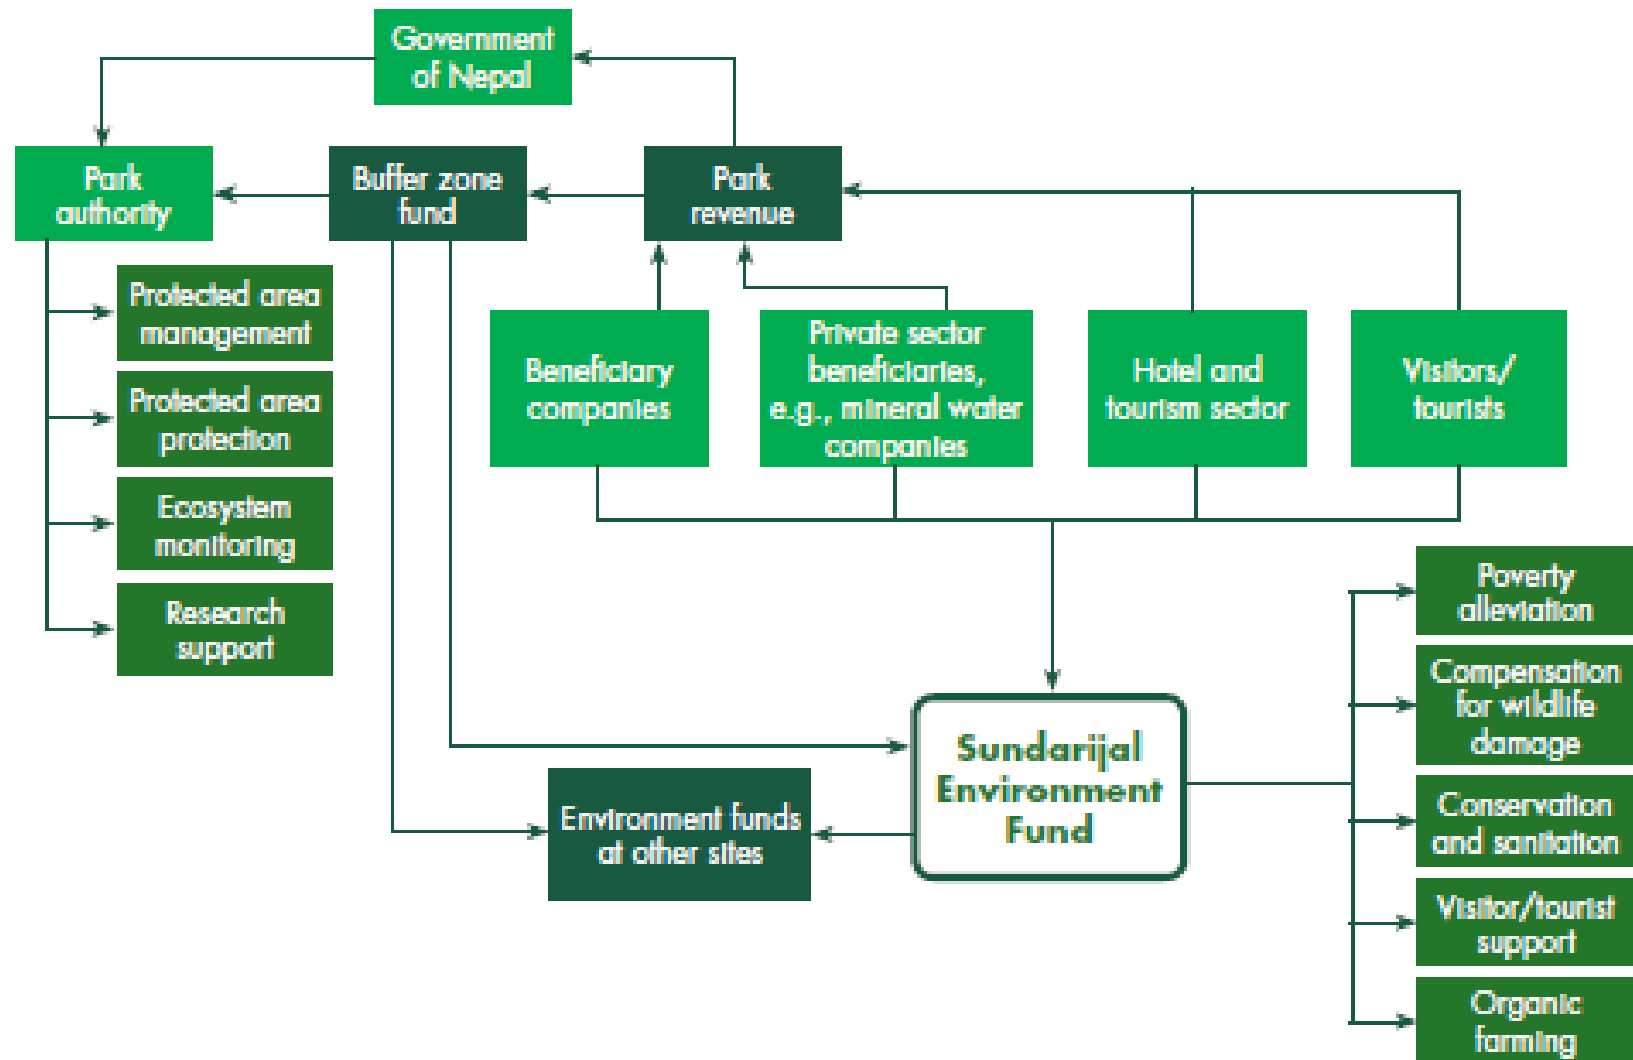 Government
of Nepal
Park
authority
Buffer zone
fund
Park
revenue
Protected area
management
Protected area
protection
Ecosystem
monitoring
Research
support
Beneficiary
companies
Private sector
beneficiaries,
e.g., mineral water
companies
Hotel and
tourism sector
Visitors/
tourists
Sundarijal
Environment
Fund
Environment funds
at other sites
Poverty
alleviation
Compensation
for wildlife
damage
Conservation
and sanitation
Visitor/tourist
support
Organic
farming